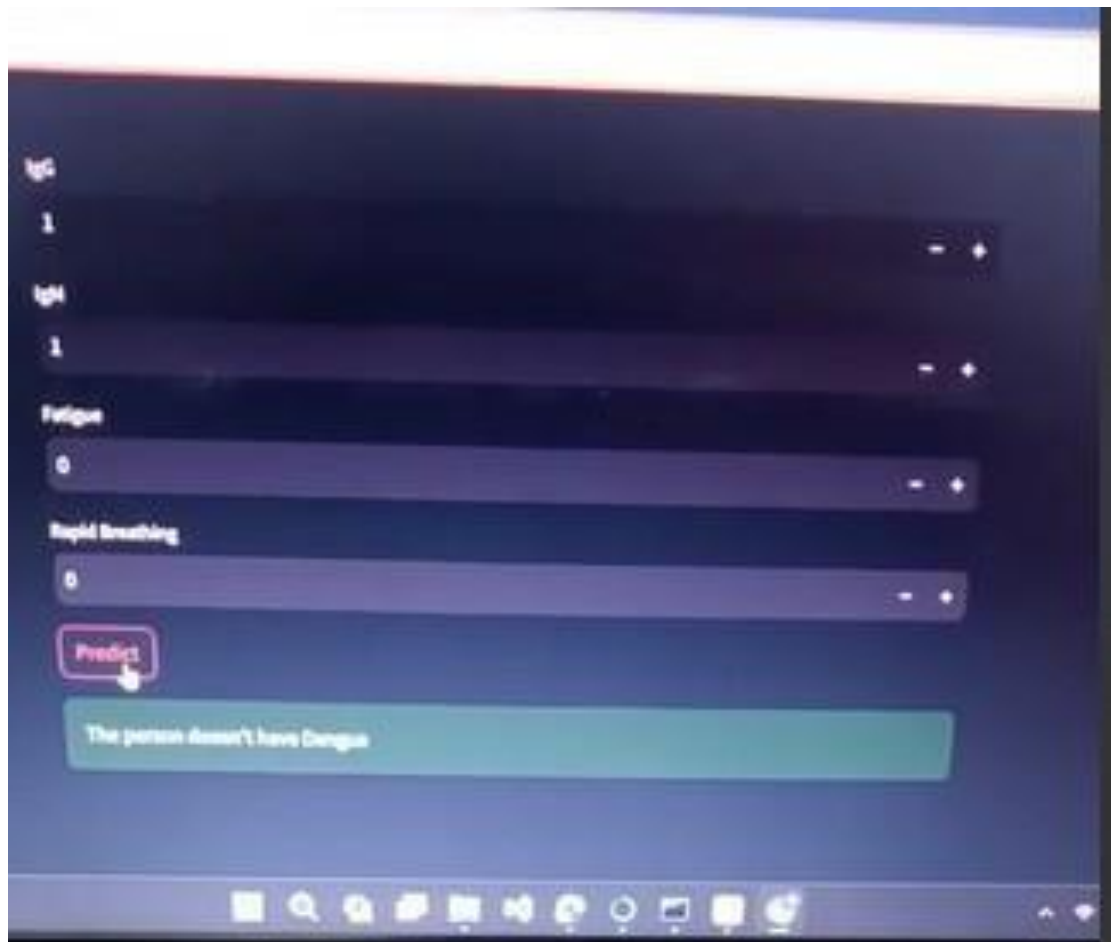 IgG
1
IgM
1
Fatigue
0
Rapid Breathing
0
Predict
The person doesn't have Dengue